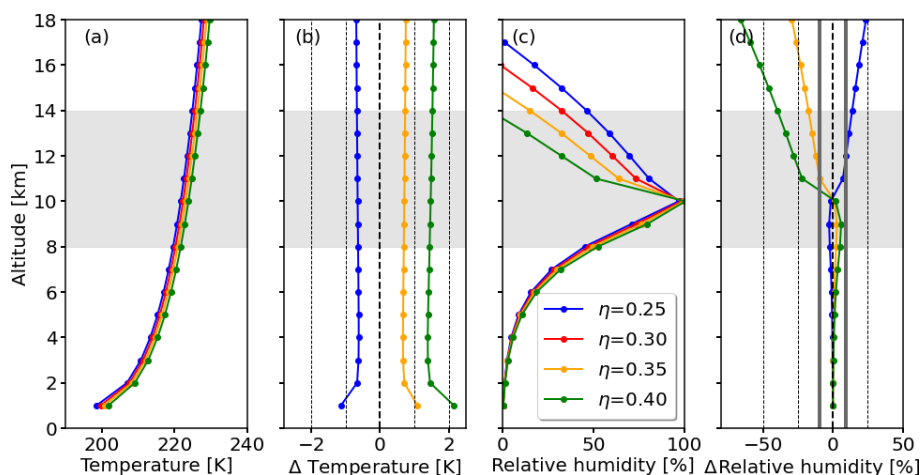 (a) (b) (c) (d)
Altitude [km]
18
16
14
12
10
8
6
4
2
0
η=0.25
η=0.30
η=0.35
η=0.40
200 220 240 −2 0 2 0 50 100 −50 0 50
Temperature [K] Δ Temperature [K] Relative humidity [%] ΔRelative humidity [%]